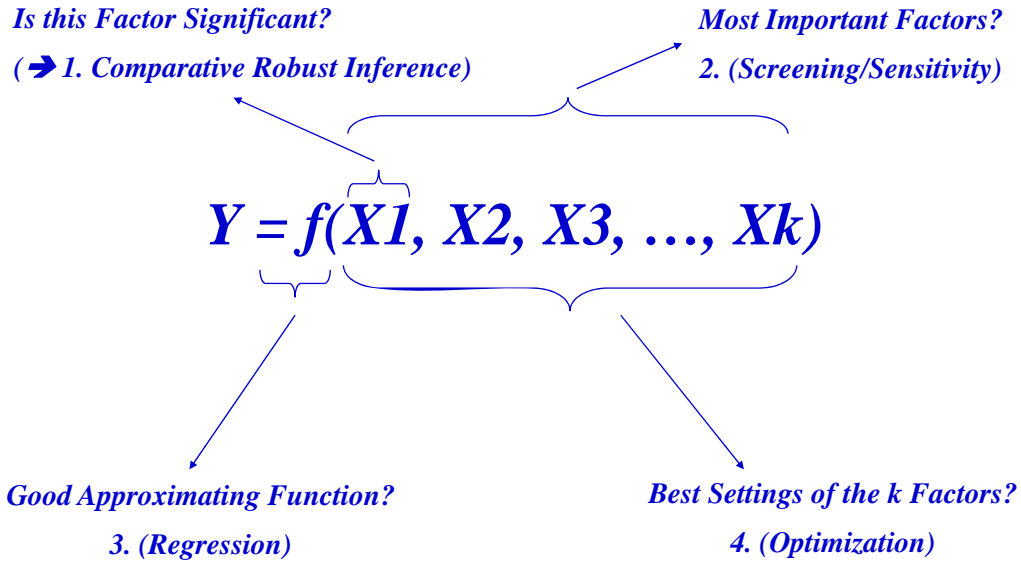 Is this Factor Significant?
(➔ 1. Comparative Robust Inference)
Most Important Factors?
2. (Screening/Sensitivity)
Y = f(X1, X2, X3, …, Xk)
Good Approximating Function?
3. (Regression)
Best Settings of the k Factors?
4. (Optimization)